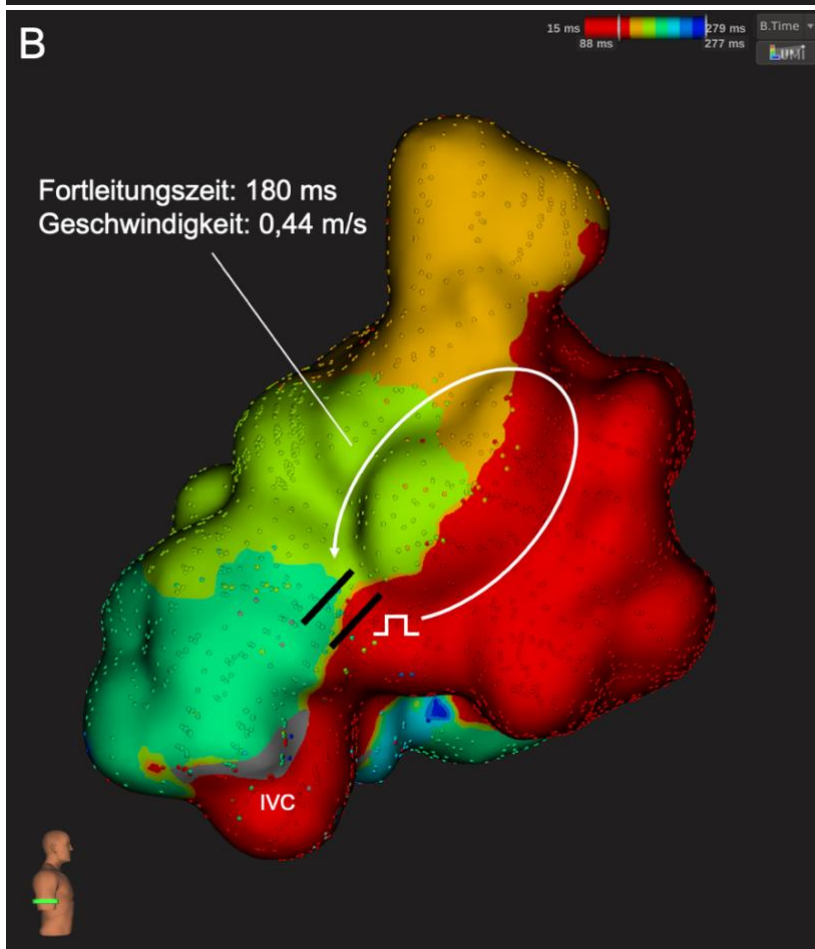 B
15 ms
279 ms
88 ms
277 ms
B.Time
LUMI
Fortleitungszeit: 180 ms
Geschwindigkeit: 0,44 m/s
IVC